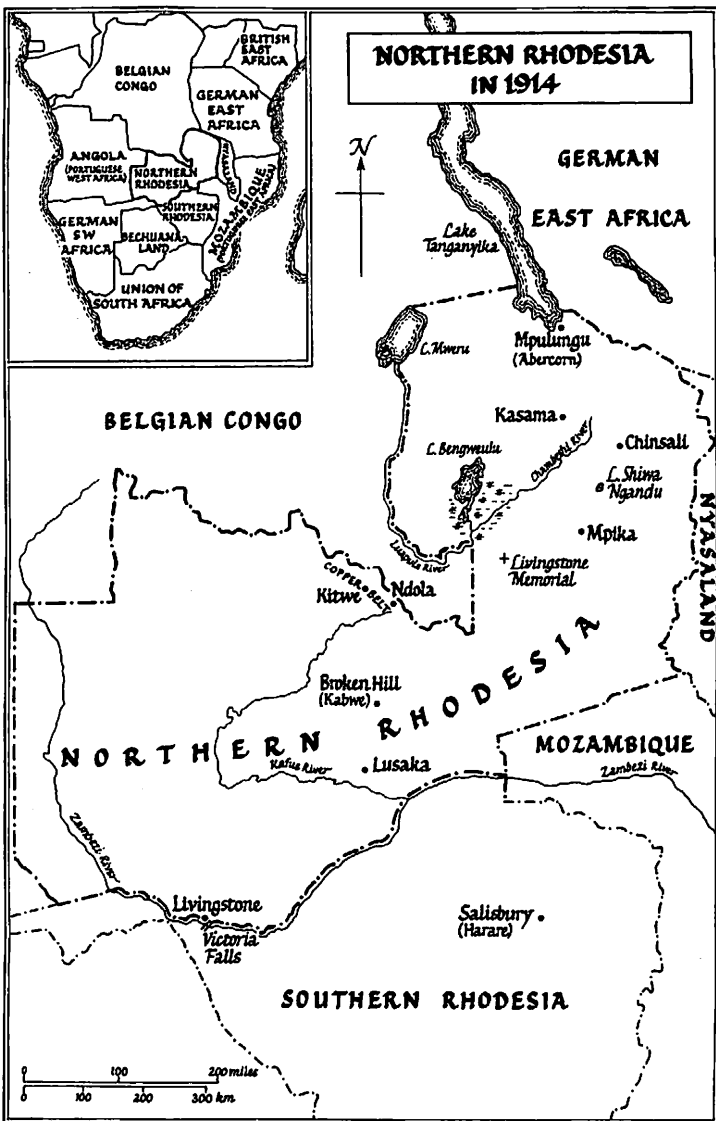 NORTHERN RHODESIA
IN 1914
BRITISH
EAST
AFRICA
BELGIAN
CONGO
GERMAN
EAST
AFRICA
ANGOLA
(PORTUGUESE
WEST AFRICA)
NORTHERN
RHODESIA
NYASALAND
SOUTHERN
RHODESIA
MOZAMBIQUE
(PORTUGUESE EAST AFRICA)
GERMAN
SW
AFRICA
BECHUANA
LAND
UNION OF
SOUTH AFRICA
N
GERMAN
EAST AFRICA
Lake
Tanganyika
L. Mweru
Mpulungu
(Abercorn)
BELGIAN CONGO
Kasama
Chinsali
L. Bengweulu
Chambeshi River
L. Shiwa
Ngandu
NYASALAND
Mpika
Luapula River
Livingstone
Memorial
COPPER BELT
Kitwe
Ndola
Broken Hill
(Kabwe)
NORTHERN RHODESIA
MOZAMBIQUE
Kafue River
Lusaka
Zambezi River
Zambezi River
Livingstone
Victoria
Falls
Salisbury
(Harare)
SOUTHERN RHODESIA
0 100 200 miles
0 100 200 300 km